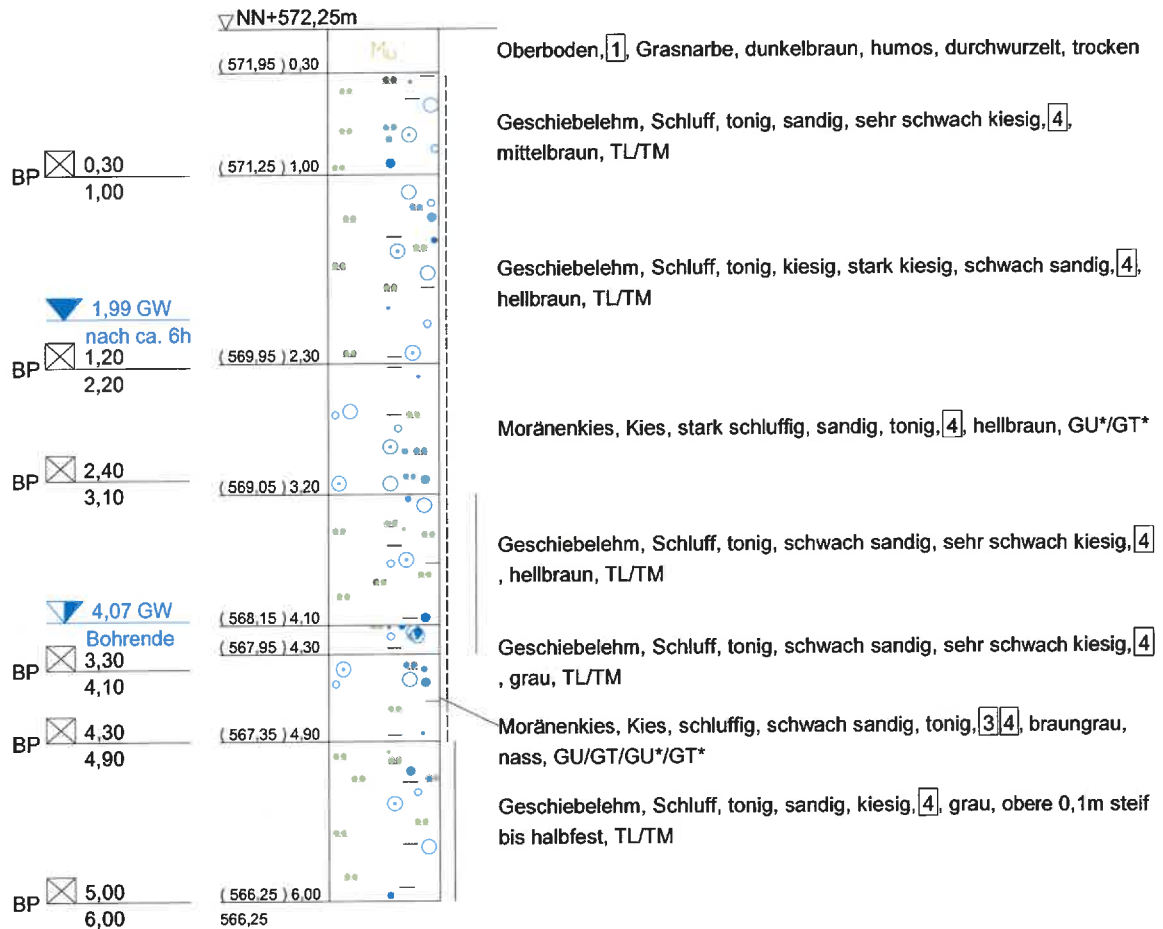 NN+572,25m
Mu
Oberboden, 1, Grasnarbe, dunkelbraun, humos, durchwurzelt, trocken
(571,95) 0,30
Geschiebelehm, Schluff, tonig, sandig, sehr schwach kiesig, 4,
mittelbraun, TL/TM
BP 0,30
1,00
(571,25) 1,00
Geschiebelehm, Schluff, tonig, kiesig, stark kiesig, schwach sandig, 4,
hellbraun, TL/TM
1,99 GW
nach ca. 6h
BP 1,20
2,20
(569,95) 2,30
Moränenkies, Kies, stark schluffig, sandig, tonig, 4, hellbraun, GU*/GT*
BP 2,40
3,10
(569,05) 3,20
Geschiebelehm, Schluff, tonig, schwach sandig, sehr schwach kiesig, 4
, hellbraun, TL/TM
4,07 GW
Bohrende
(568,15) 4,10
(567,95) 4,30
BP 3,30
4,10
Geschiebelehm, Schluff, tonig, schwach sandig, sehr schwach kiesig, 4
, grau, TL/TM
BP 4,30
4,90
(567,35) 4,90
Moränenkies, Kies, schluffig, schwach sandig, tonig, 3 4, braungrau,
nass, GU/GT/GU*/GT*
Geschiebelehm, Schluff, tonig, sandig, kiesig, 4, grau, obere 0,1m steif
bis halbfest, TL/TM
BP 5,00
6,00
(566,25) 6,00
566,25